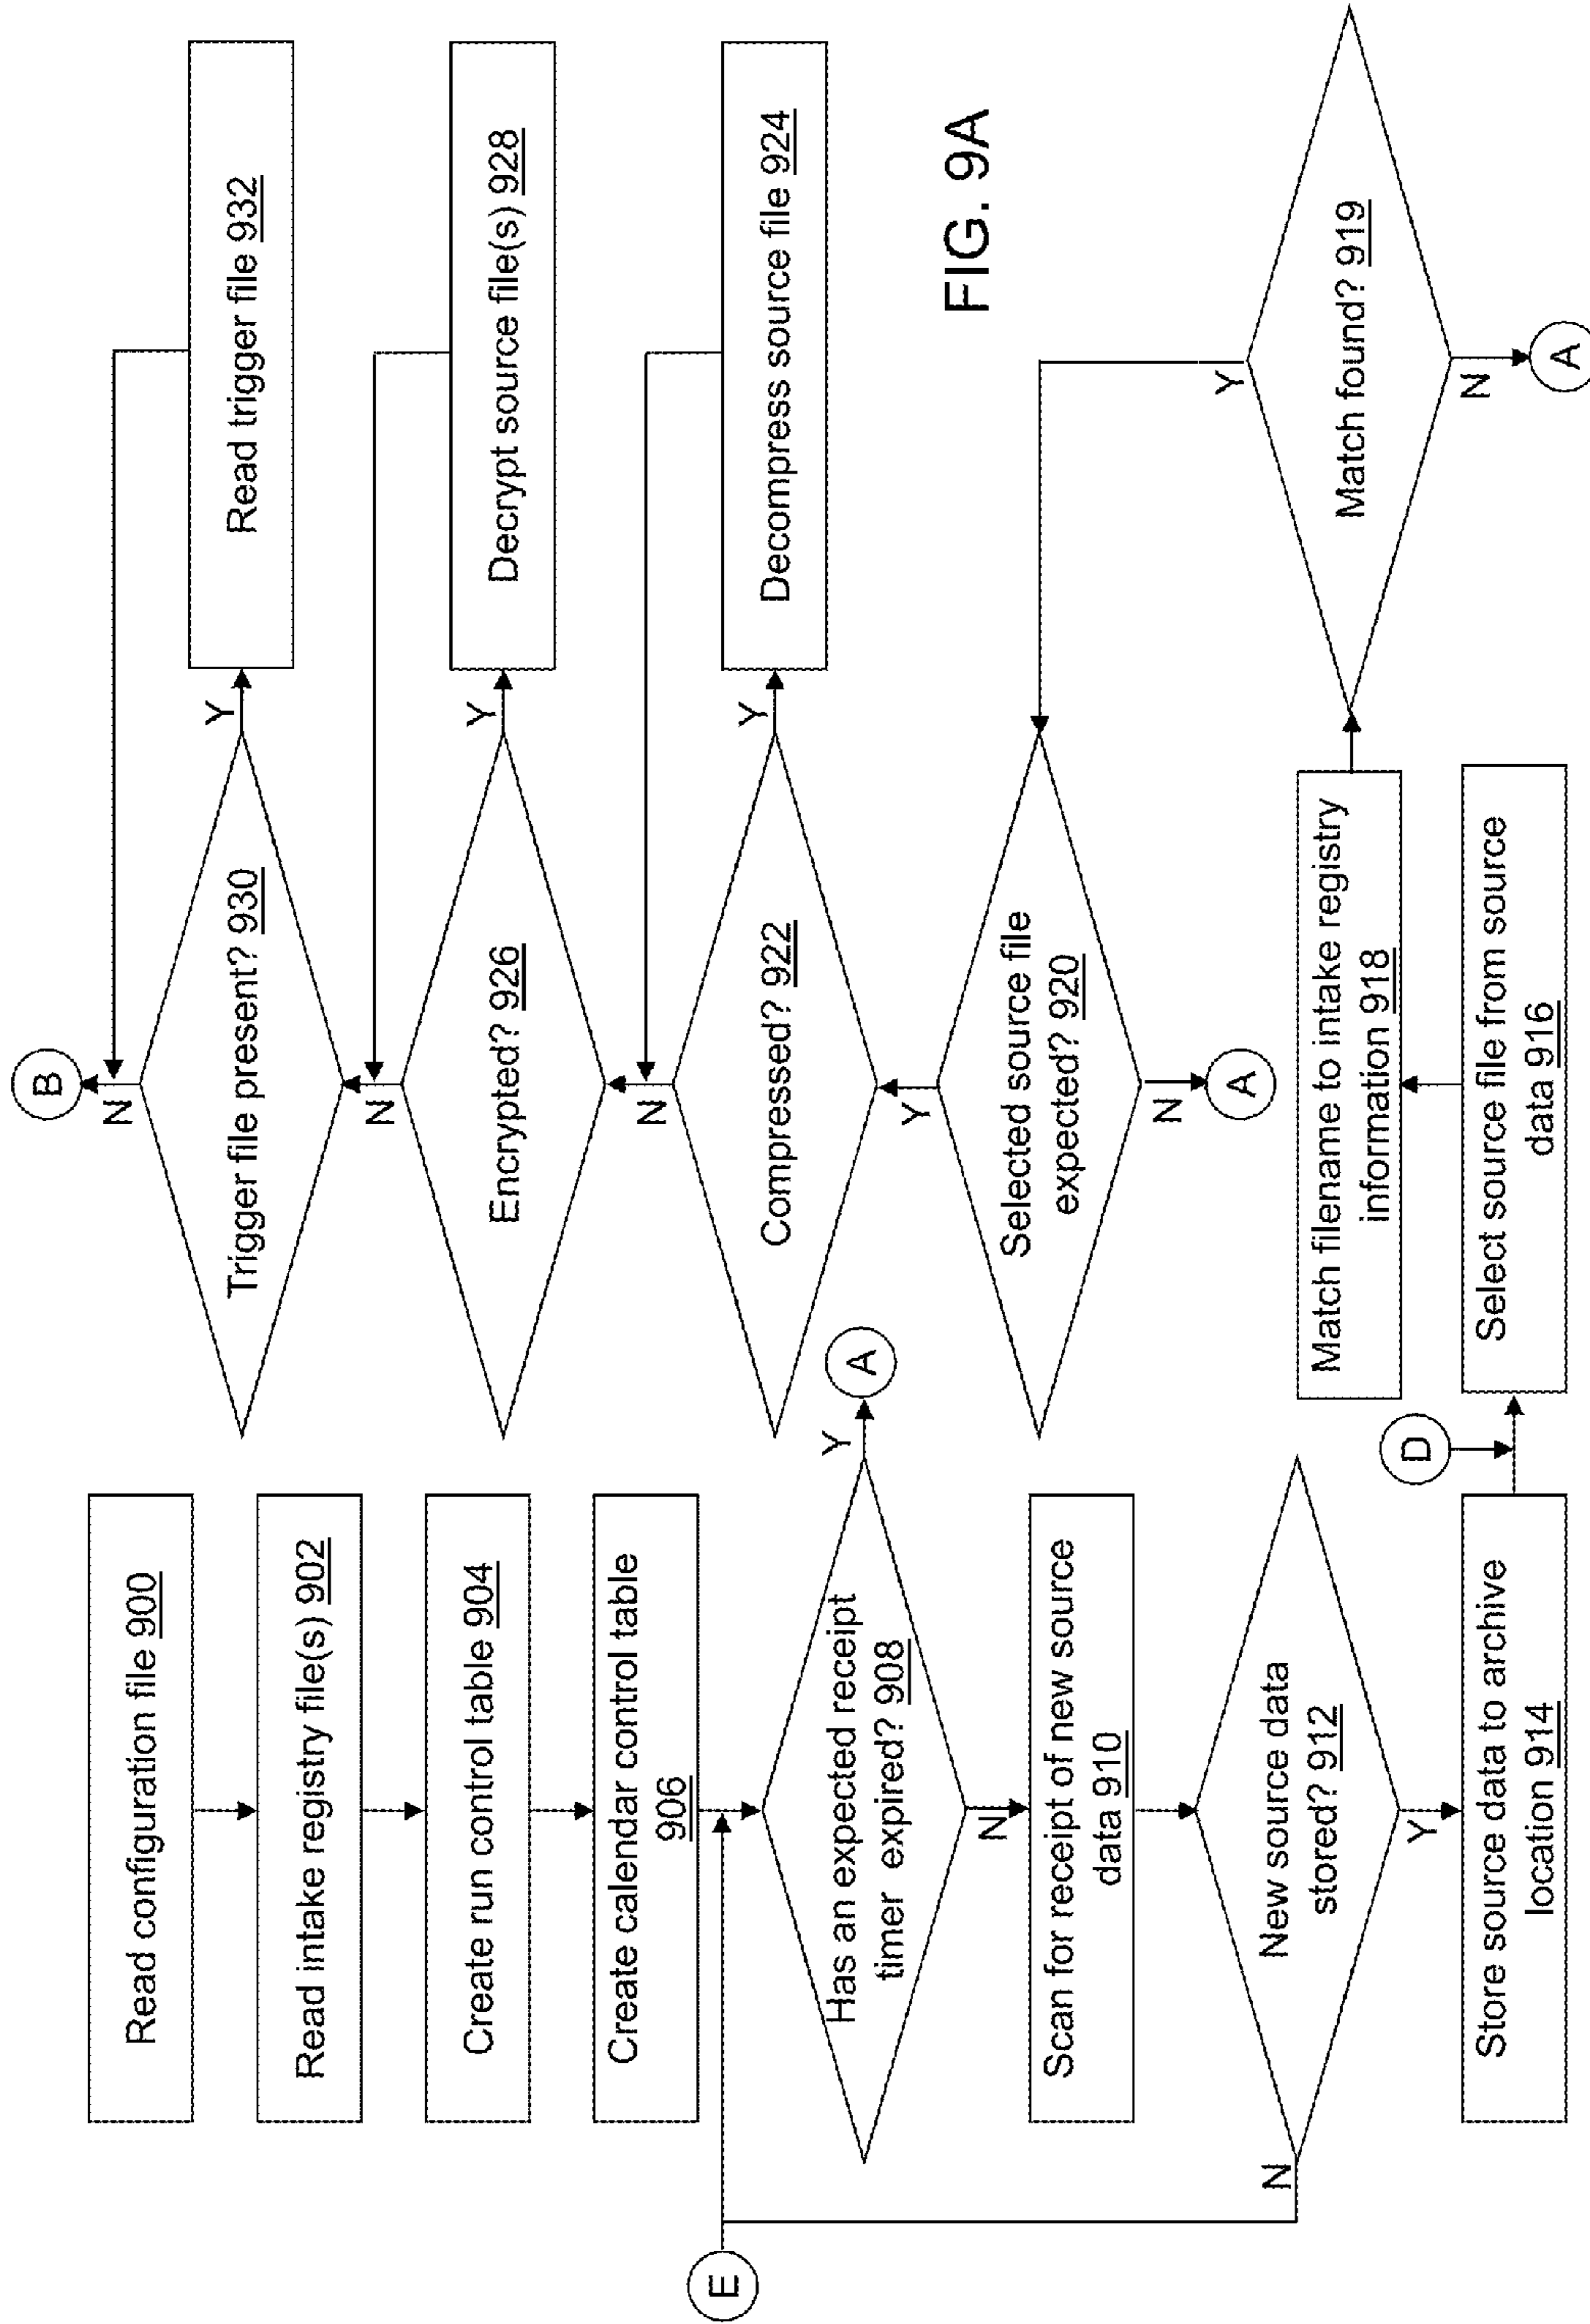 Read configuration file 900
Read intake registry file(s) 902
Create run control table 904
Create calendar control table
906
E
Has an expected receipt
timer expired? 908
Y
A
N
Scan for receipt of new source
data 910
New source data
stored? 912
N
Y
Store source data to archive
location 914
D
Select source file from source
data 916
Match filename to intake registry
information 918
Match found? 919
Y
N
A
Selected source file
expected? 920
N
A
Y
Compressed? 922
Y
Decompress source file 924
N
Encrypted? 926
Y
Decrypt source file(s) 928
N
Trigger file present? 930
Y
Read trigger file 932
N
B
FIG. 9A